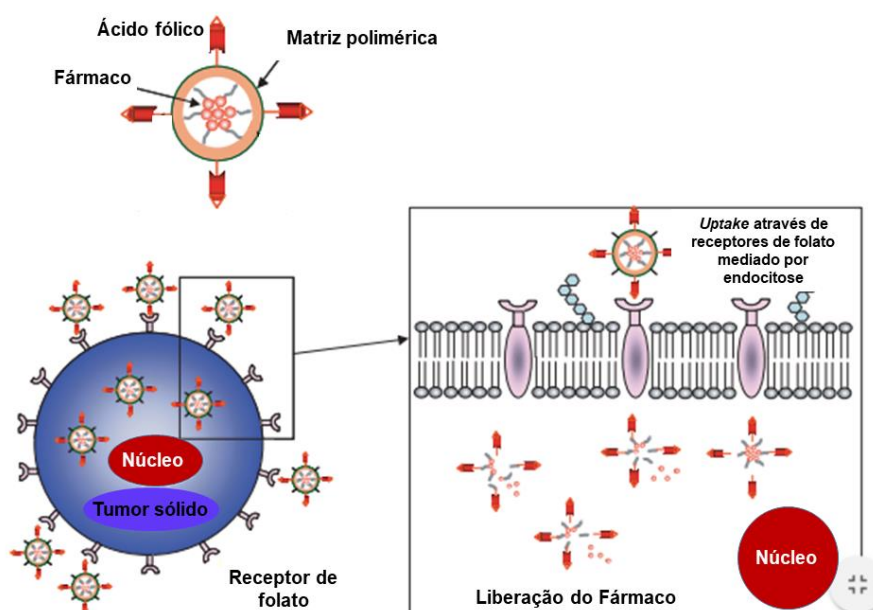 Ácido fólico
Matriz polimérica
Fármaco
Uptake através de
receptores de folato
mediado por
endocitose
Núcleo
Tumor sólido
Receptor de
folato
Liberação do Fármaco
Núcleo